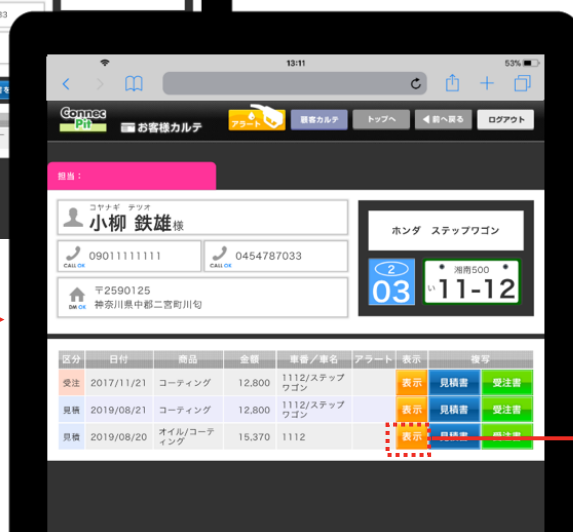 33
13:11
53%
Connec
Pit
お客様カルテ
アラート
顧客カルテ
トップへ
◀前へ戻る
ログアウト
担当：
コヤナギ テツオ
小柳 鉄雄様
ホンダ ステップワゴン
CALL OK 09011111111
CALL OK 0454787033
2
03
湘南500
い 11-12
〒2590125
DM OK 神奈川県中郡二宮町川匂
区分 日付 商品 金額 車番/車名 アラート 表示 複写
受注 2017/11/21 コーティング 12,800 1112/ステップワゴン 表示 見積書 受注書
見積 2019/08/21 コーティング 12,800 1112/ステップワゴン 表示 見積書 受注書
見積 2019/08/20 オイル/コーティング 15,370 1112 表示 見積書 受注書